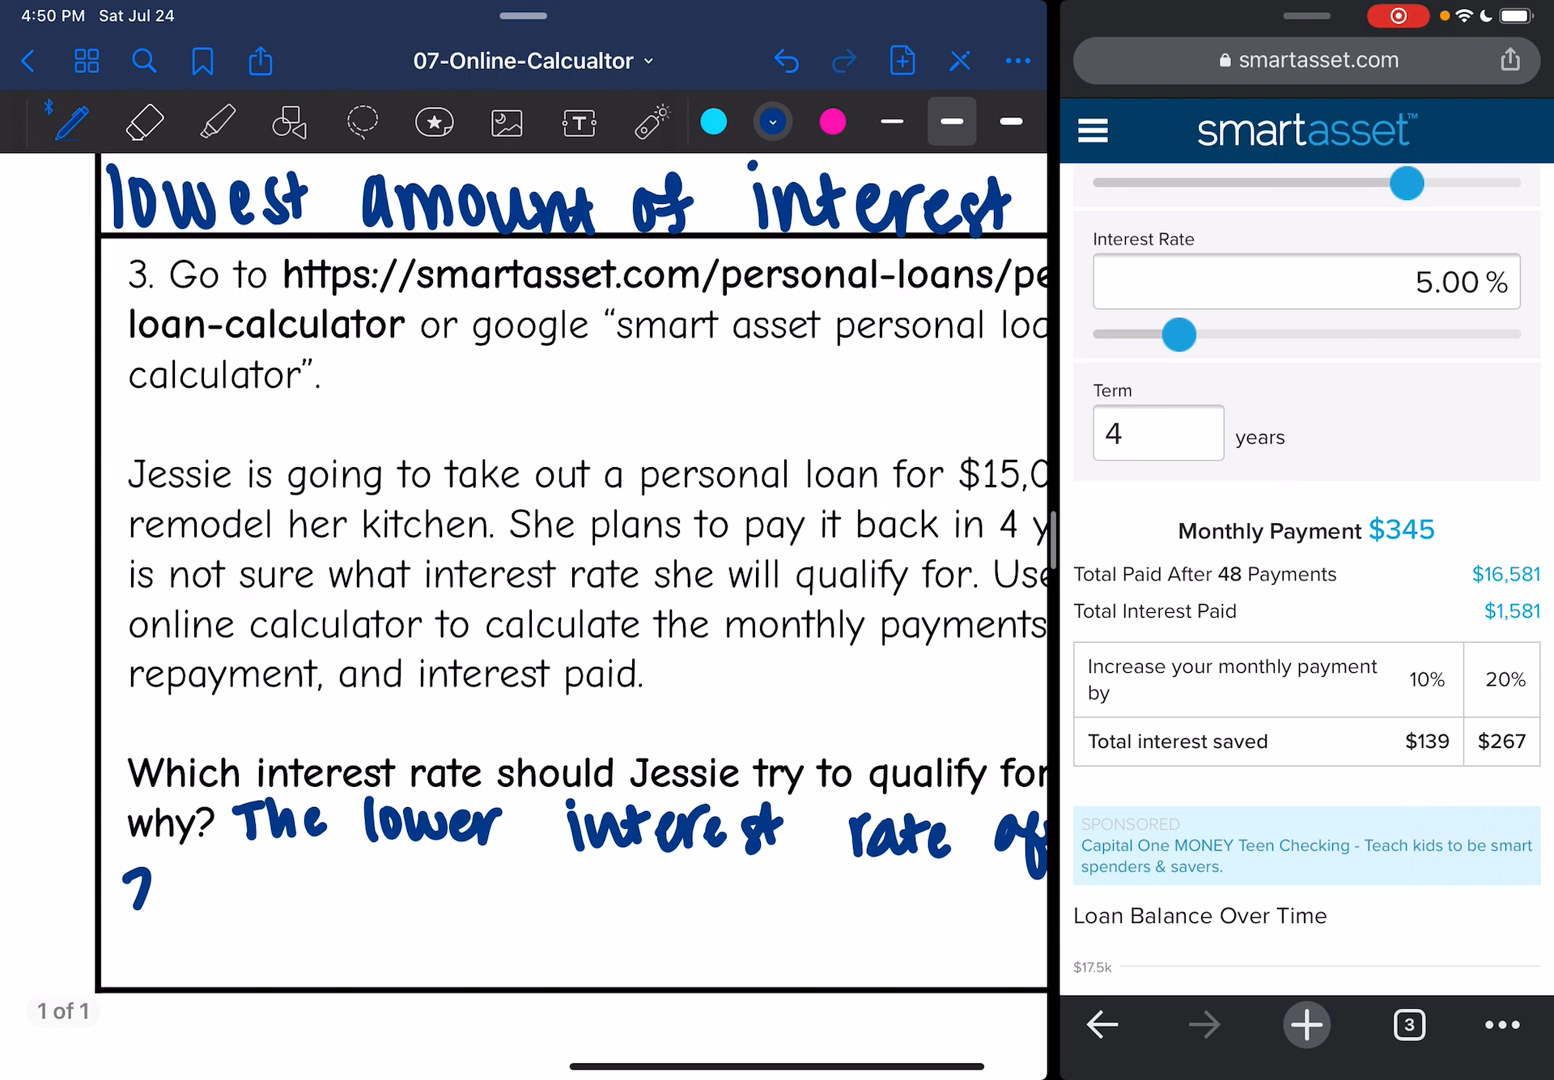 4:50 PM Sat Jul 24
07-Online-Calcualtor
T
lowest amount of interest
3. Go to https://smartasset.com/personal-loans/pe
loan-calculator or google “smart asset personal loa
calculator”.
Jessie is going to take out a personal loan for $15,0
remodel her kitchen. She plans to pay it back in 4 y
is not sure what interest rate she will qualify for. Use
online calculator to calculate the monthly payments
repayment, and interest paid.
Which interest rate should Jessie try to qualify for
why? The lower interest rate of
1 of 1
smartasset.com
smartasset™
Interest Rate
5.00 %
Term
4 years
Monthly Payment $345
Total Paid After 48 Payments $16,581
Total Interest Paid $1,581
Increase your monthly payment
by 10% 20%
Total interest saved $139 $267
SPONSORED
Capital One MONEY Teen Checking - Teach kids to be smart
spenders & savers.
Loan Balance Over Time
$17.5k
3